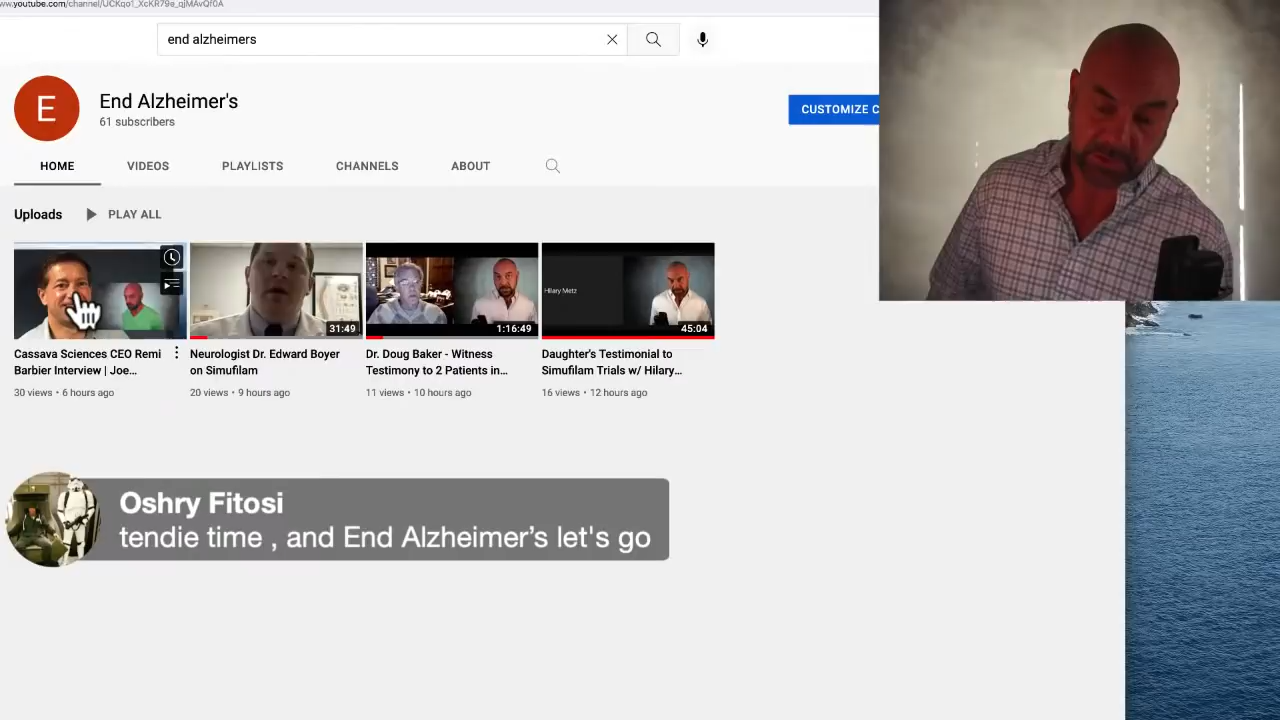 ww.youtube.com/channel/UCKqo1_XcKR79e_qjMAvQf0A
end alzheimers
E
End Alzheimer's
61 subscribers
CUSTOMIZE C
HOME
VIDEOS
PLAYLISTS
CHANNELS
ABOUT
Uploads
PLAY ALL
31:49
1:16:49
Hilary Metz
45:04
Cassava Sciences CEO Remi
Barbier Interview | Joe...
30 views • 6 hours ago
Neurologist Dr. Edward Boyer
on Simufilam
20 views • 9 hours ago
Dr. Doug Baker - Witness
Testimony to 2 Patients in...
11 views • 10 hours ago
Daughter's Testimonial to
Simufilam Trials w/ Hilary...
16 views • 12 hours ago
Oshry Fitosi
tendie time , and End Alzheimer’s let's go